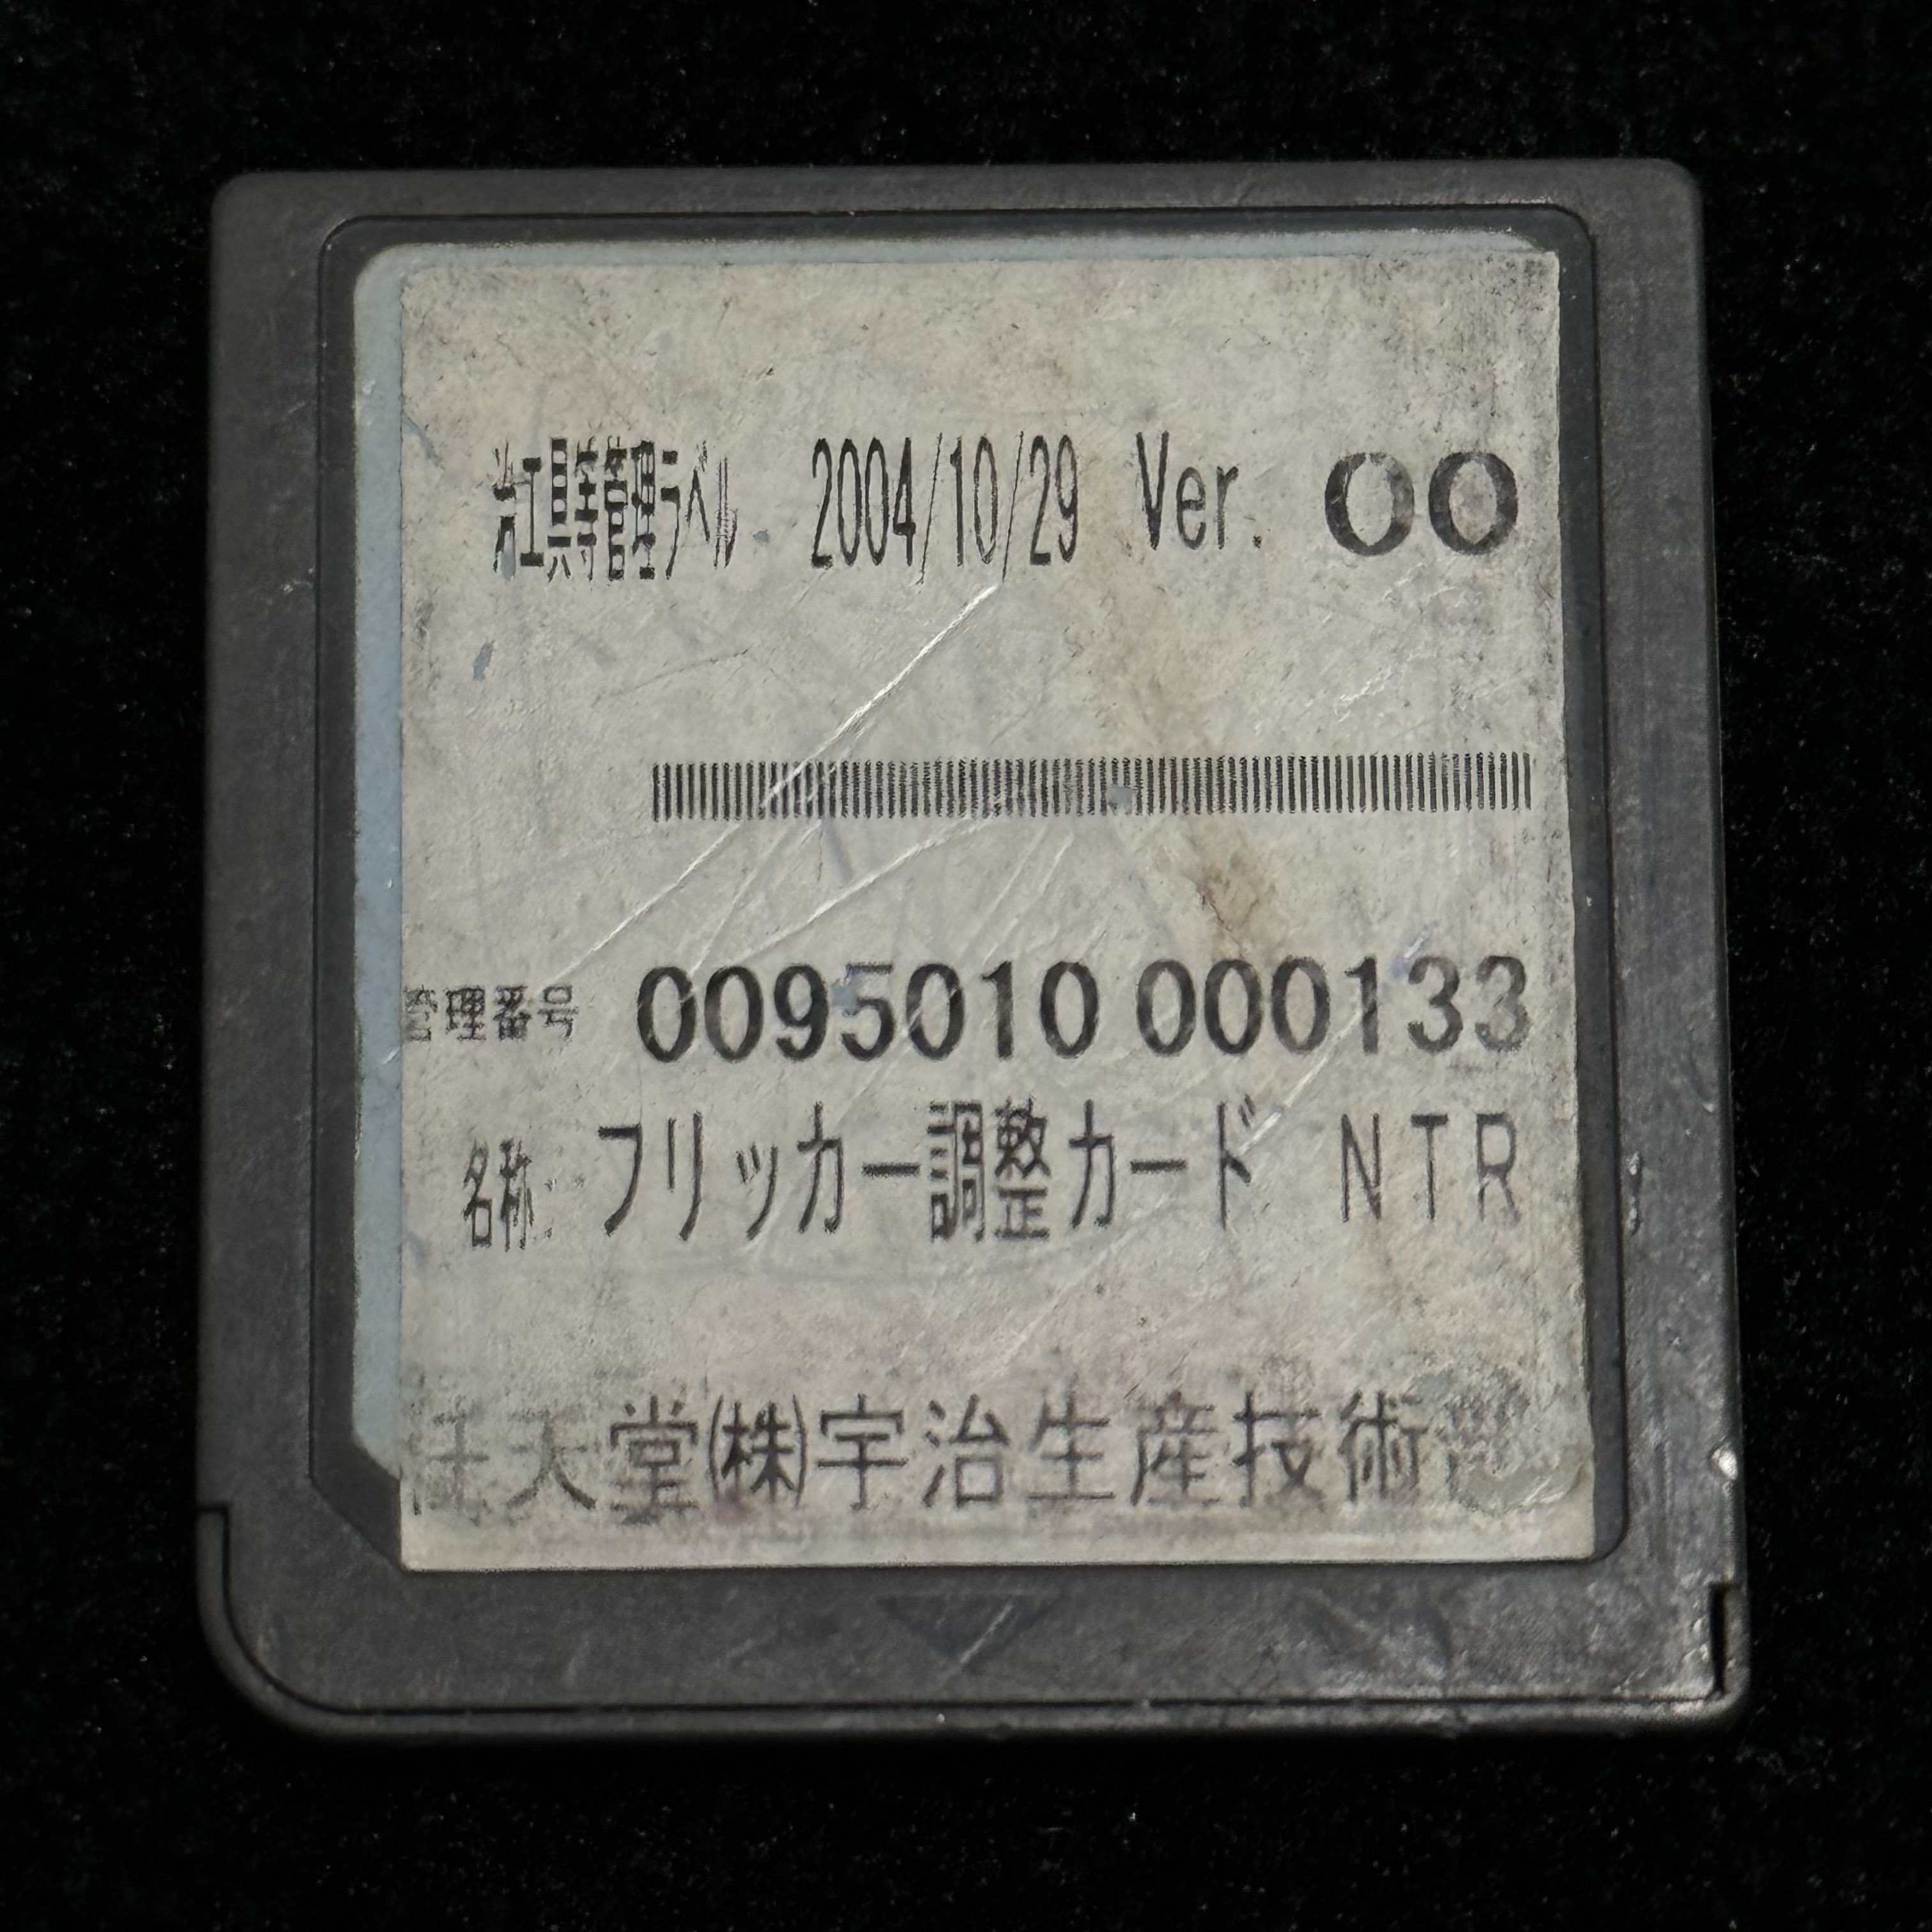 治工具等管理ラベル 2004/10/29 Ver. 00
管理番号 0095010 000133
名称: フリッカー調整カード NTR
任天堂(株)宇治生産技術